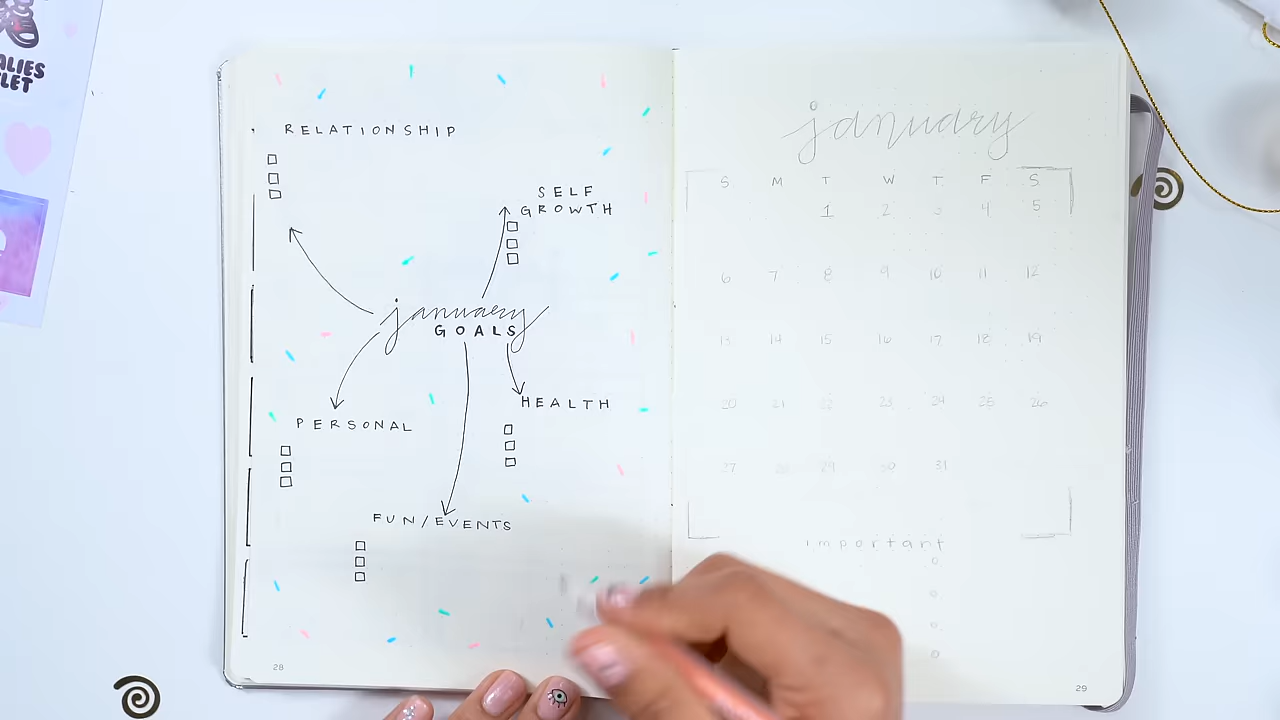 RELATIONSHIP
SELF
GROWTH
january
GOALS
HEALTH
PERSONAL
FUN/EVENTS
28
january
S M T W T F S
1 2 3 4 5
6 7 8 9 10 11 12
13 14 15 16 17 18 19
20 21 22 23 24 25 26
27 28 29 30 31
important
29